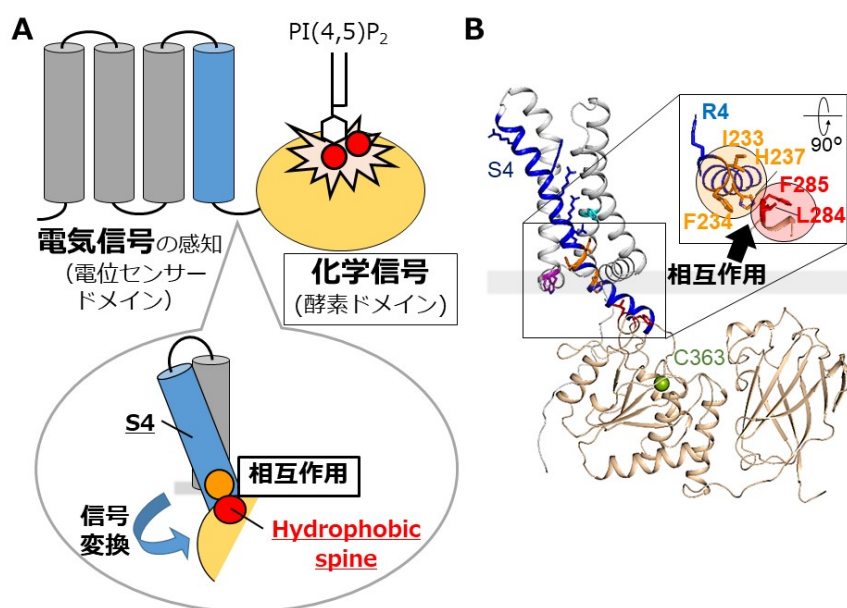 A
PI(4,5)P2
電気信号の感知
(電位センサー
ドメイン)
化学信号
(酵素ドメイン)
S4
相互作用
信号
変換
Hydrophobic
spine
B
R4
I233
H237
90°
S4
F285
F234
L284
相互作用
C363